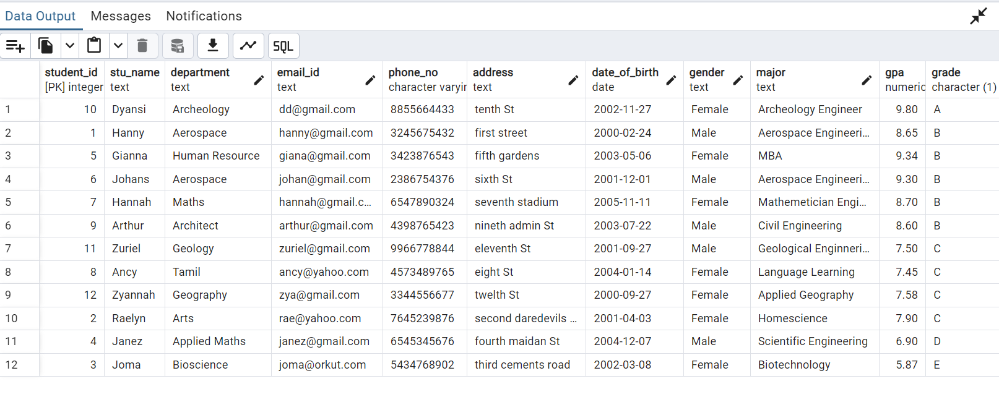 Data Output Messages Notifications
SQL
student_id stu_name department email_id phone_no address date_of_birth gender major gpa grade
[PK] integer text text text character varyin text date text text numeric character (1)
1 10 Dyansi Archeology dd@gmail.com 8855664433 tenth St 2002-11-27 Female Archeology Engineer 9.80 A
2 1 Hanny Aerospace hanny@gmail.com 3245675432 first street 2000-02-24 Male Aerospace Engineeri... 8.65 B
3 5 Gianna Human Resource giana@gmail.com 3423876543 fifth gardens 2003-05-06 Female MBA 9.34 B
4 6 Johans Aerospace johan@gmail.com 2386754376 sixth St 2001-12-01 Male Aerospace Engineeri... 9.30 B
5 7 Hannah Maths hannah@gmail.c... 6547890324 seventh stadium 2005-11-11 Female Mathemetician Engi... 8.70 B
6 9 Arthur Architect arthur@gmail.com 4398765423 nineth admin St 2003-07-22 Male Civil Engineering 8.60 B
7 11 Zuriel Geology zuriel@gmail.com 9966778844 eleventh St 2001-09-27 Male Geological Enginneri... 7.50 C
8 8 Ancy Tamil ancy@yahoo.com 4573489765 eight St 2004-01-14 Female Language Learning 7.45 C
9 12 Zyannah Geography zya@gmail.com 3344556677 twelth St 2000-09-27 Female Applied Geography 7.58 C
10 2 Raelyn Arts rae@yahoo.com 7645239876 second daredevils ... 2001-04-03 Female Homescience 7.90 C
11 4 Janez Applied Maths janez@gmail.com 6545345676 fourth maidan St 2004-12-07 Male Scientific Engineering 6.90 D
12 3 Joma Bioscience joma@orkut.com 5434768902 third cements road 2002-03-08 Female Biotechnology 5.87 E